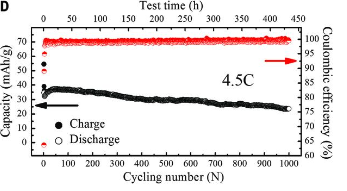 D
Test time (h)
0 50 100 150 200 250 300 350 400 450
Capacity (mAh/g)
70
60
50
40
30
20
10
0
4.5C
Charge
Discharge
100
95
90
85
80
75
70
65
60
Coulombic efficiency (%)
0 100 200 300 400 500 600 700 800 900 1000
Cycling number (N)